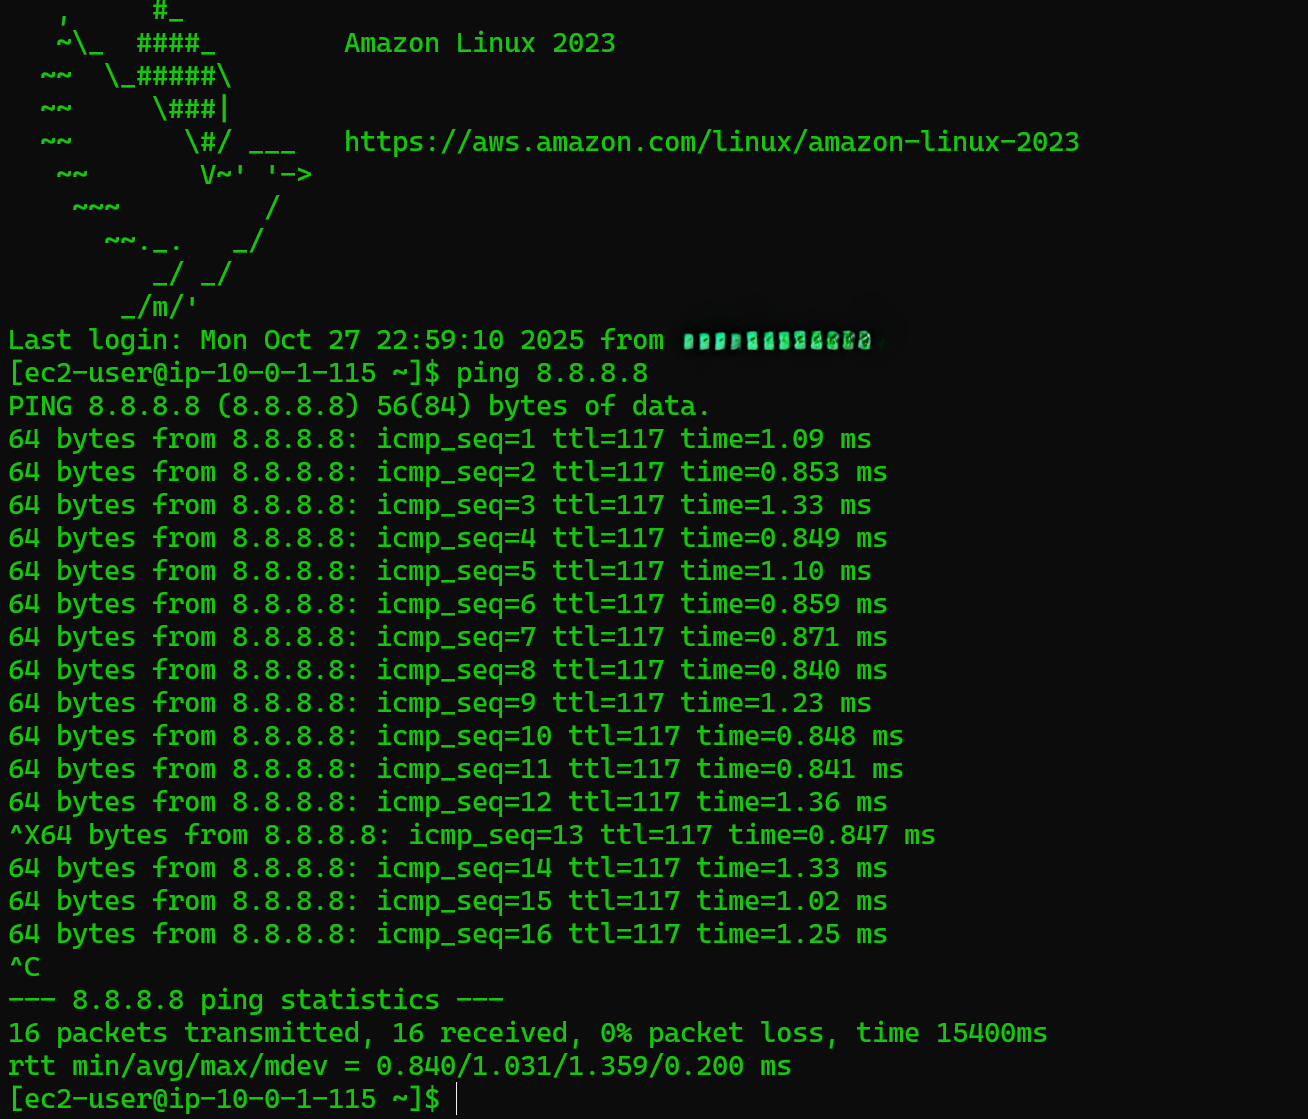 ,     #_
   ~\_  ####_        Amazon Linux 2023
  ~~  \_#####\
  ~~     \###|
  ~~       \#/ ___   https://aws.amazon.com/linux/amazon-linux-2023
   ~~       V~' '->
    ~~~         /
      ~~._.   _/
         _/ _/
       _/m/'
Last login: Mon Oct 27 22:59:10 2025 from
[ec2-user@ip-10-0-1-115 ~]$ ping 8.8.8.8
PING 8.8.8.8 (8.8.8.8) 56(84) bytes of data.
64 bytes from 8.8.8.8: icmp_seq=1 ttl=117 time=1.09 ms
64 bytes from 8.8.8.8: icmp_seq=2 ttl=117 time=0.853 ms
64 bytes from 8.8.8.8: icmp_seq=3 ttl=117 time=1.33 ms
64 bytes from 8.8.8.8: icmp_seq=4 ttl=117 time=0.849 ms
64 bytes from 8.8.8.8: icmp_seq=5 ttl=117 time=1.10 ms
64 bytes from 8.8.8.8: icmp_seq=6 ttl=117 time=0.859 ms
64 bytes from 8.8.8.8: icmp_seq=7 ttl=117 time=0.871 ms
64 bytes from 8.8.8.8: icmp_seq=8 ttl=117 time=0.840 ms
64 bytes from 8.8.8.8: icmp_seq=9 ttl=117 time=1.23 ms
64 bytes from 8.8.8.8: icmp_seq=10 ttl=117 time=0.848 ms
64 bytes from 8.8.8.8: icmp_seq=11 ttl=117 time=0.841 ms
64 bytes from 8.8.8.8: icmp_seq=12 ttl=117 time=1.36 ms
^X64 bytes from 8.8.8.8: icmp_seq=13 ttl=117 time=0.847 ms
64 bytes from 8.8.8.8: icmp_seq=14 ttl=117 time=1.33 ms
64 bytes from 8.8.8.8: icmp_seq=15 ttl=117 time=1.02 ms
64 bytes from 8.8.8.8: icmp_seq=16 ttl=117 time=1.25 ms
^C
--- 8.8.8.8 ping statistics ---
16 packets transmitted, 16 received, 0% packet loss, time 15400ms
rtt min/avg/max/mdev = 0.840/1.031/1.359/0.200 ms
[ec2-user@ip-10-0-1-115 ~]$